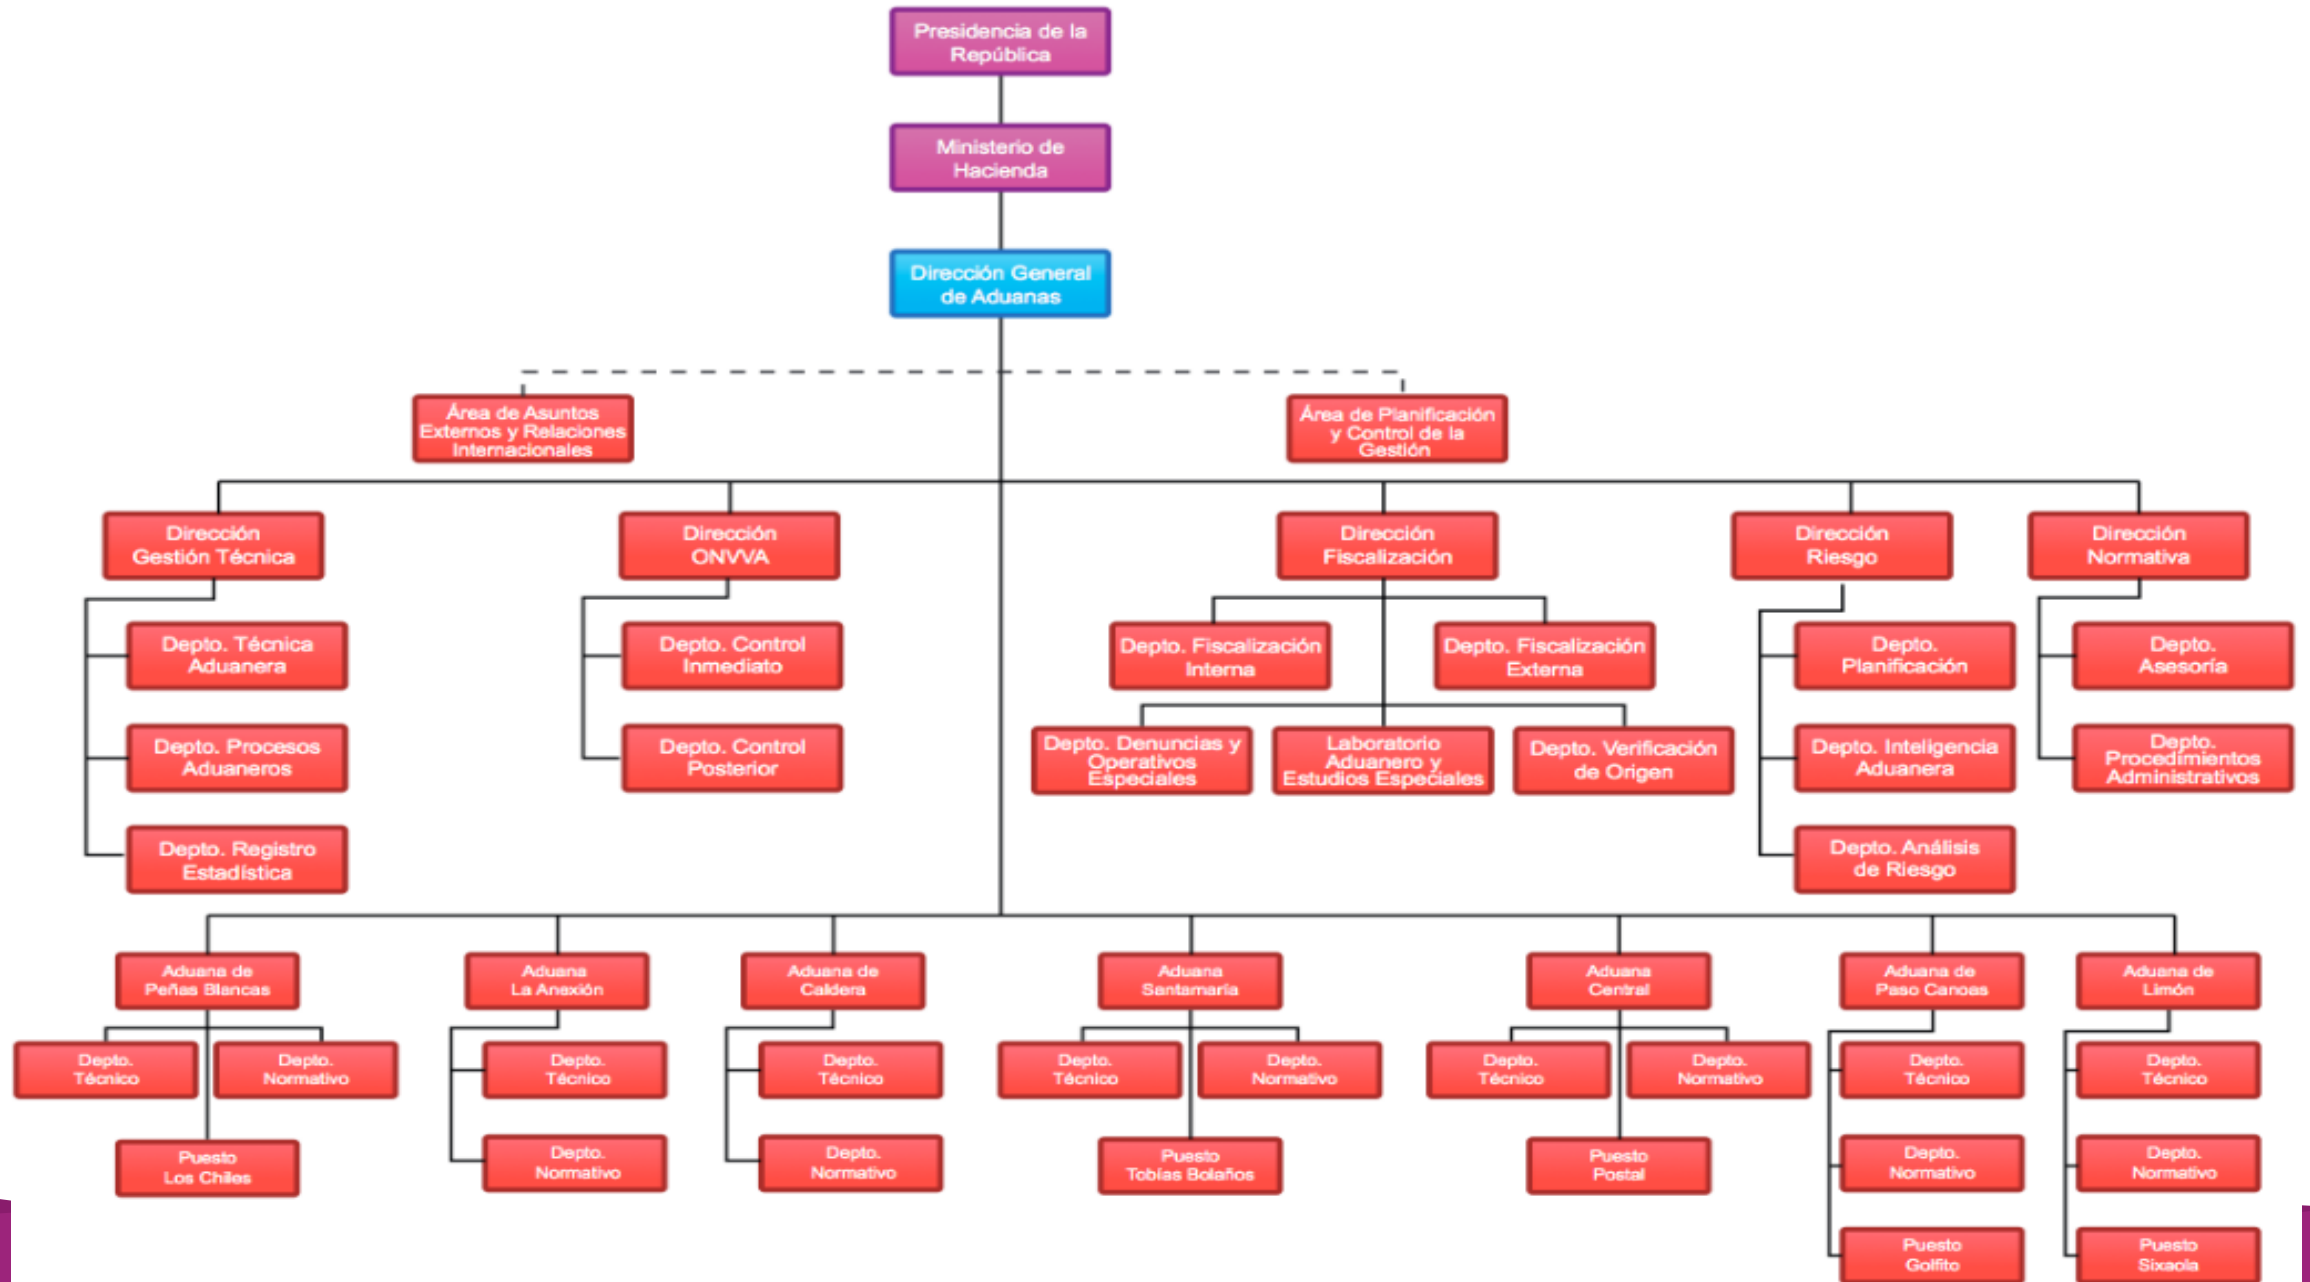 Presidencia de la
República
Ministerio de
Hacienda
Dirección General
de Aduanas
Área de Asuntos
Externos y Relaciones
Internacionales
Área de Planificación
y Control de la
Gestión
Dirección
Gestión Técnica
Dirección
ONVVA
Dirección
Fiscalización
Dirección
Riesgo
Dirección
Normativa
Depto. Técnica
Aduanera
Depto. Procesos
Aduaneros
Depto. Registro
Estadística
Depto. Control
Inmediato
Depto. Control
Posterior
Depto. Fiscalización
Interna
Depto. Fiscalización
Externa
Depto. Denuncias y
Operativos
Especiales
Laboratorio
Aduanero y
Estudios Especiales
Depto. Verificación
de Origen
Depto.
Planificación
Depto. Inteligencia
Aduanera
Depto. Análisis
de Riesgo
Depto.
Asesoría
Depto.
Procedimientos
Administrativos
Aduana de
Peñas Blancas
Depto.
Técnico
Depto.
Normativo
Puesto
Los Chiles
Aduana
La Anexión
Depto.
Técnico
Depto.
Normativo
Aduana de
Caldera
Depto.
Técnico
Depto.
Normativo
Aduana
Santamaría
Depto.
Técnico
Depto.
Normativo
Puesto
Tobías Bolaños
Aduana
Central
Depto.
Técnico
Depto.
Normativo
Puesto
Postal
Aduana de
Paso Canoas
Depto.
Técnico
Depto.
Normativo
Puesto
Golfito
Aduana de
Limón
Depto.
Técnico
Depto.
Normativo
Puesto
Sixaola